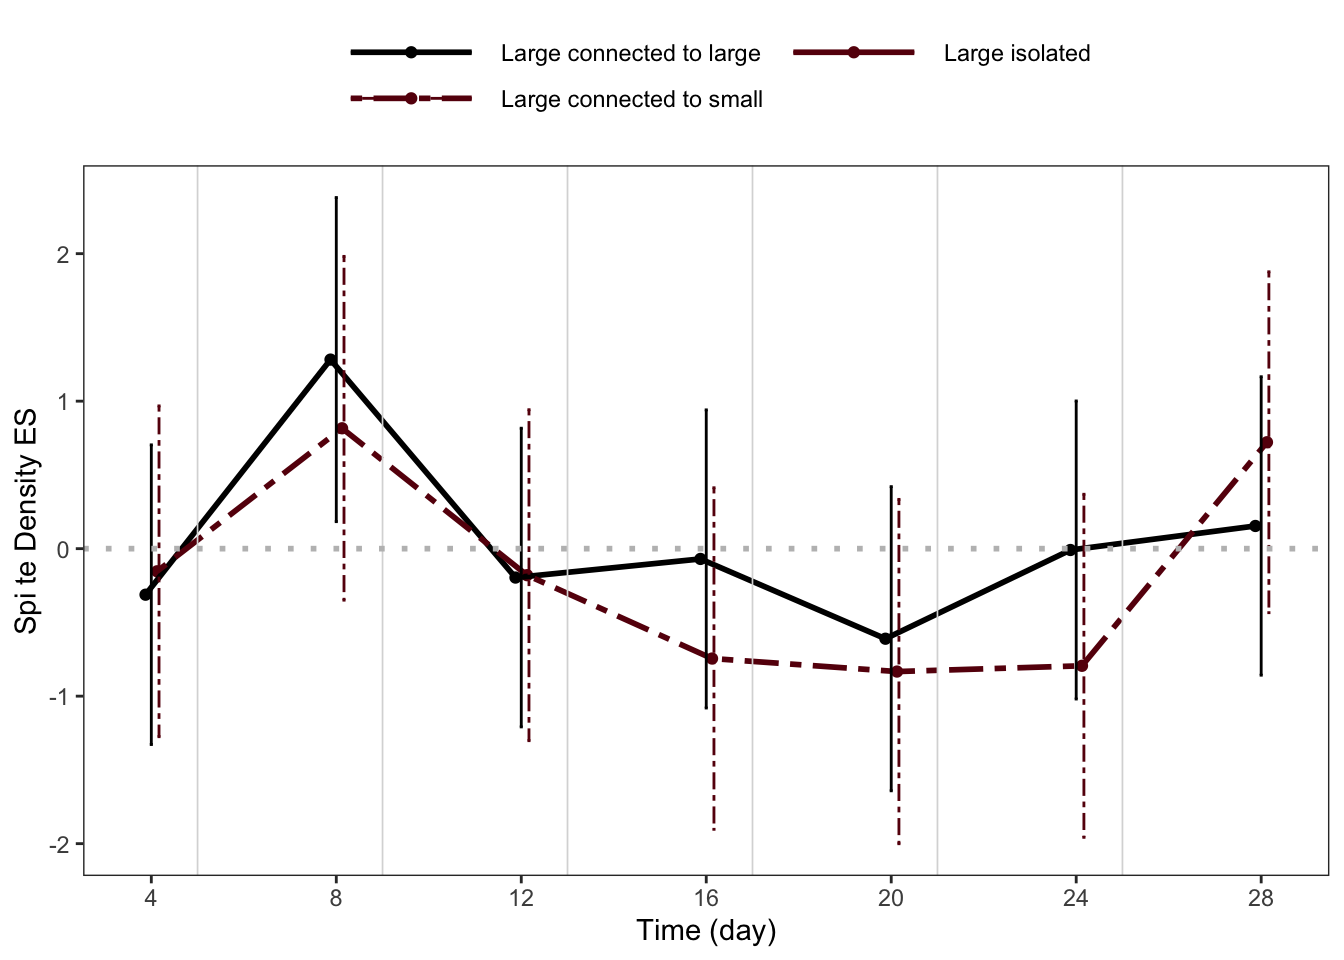 Large connected to large
Large isolated
Large connected to small
Spi te Density ES
2
1
0
-1
-2
4
8
12
16
20
24
28
Time (day)